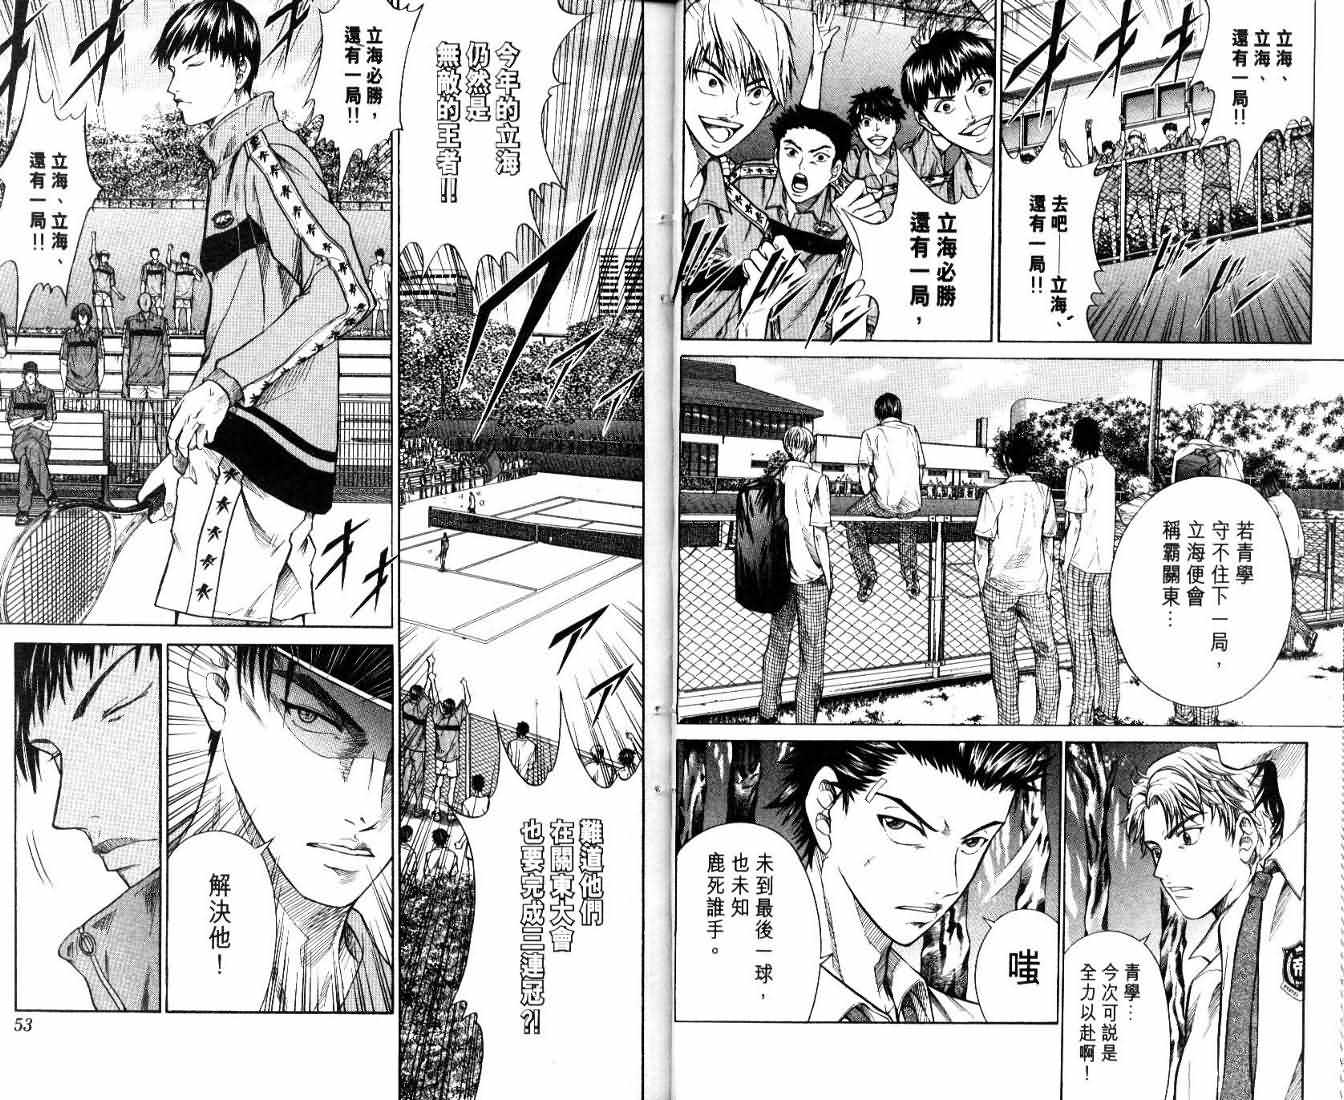 立海、
立海、
還有一局!!
去吧——立海、
還有一局!!
立海必勝
還有一局，
若青學
守不住下一局，
立海便會
稱霸關東…
青學…
今次可說是
全力以赴啊！
嗤
未到最後一球，
也未知
鹿死誰手。
今年的立海
仍然是
無敵的王者!!
難道他們
在關東大會
也要完成三連冠?!
立海必勝，
還有一局!!
立海、立海、
還有一局!!
解決他！
53